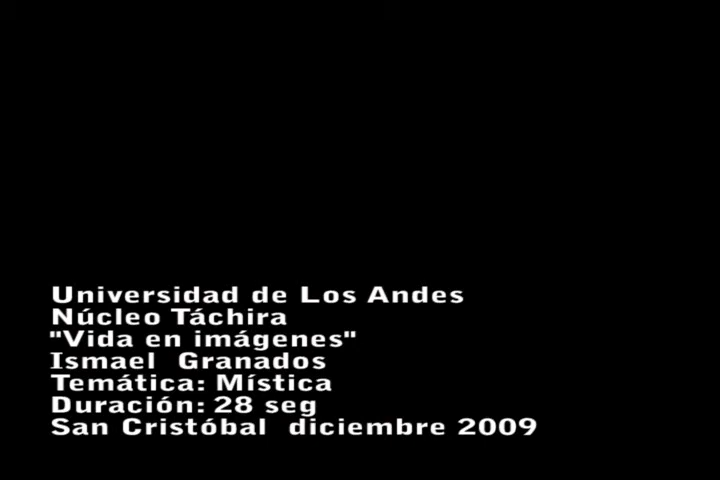 Universidad de Los Andes
Núcleo Táchira
"Vida en imágenes"
Ismael  Granados
Temática: Mística
Duración: 28 seg
San Cristóbal  diciembre 2009